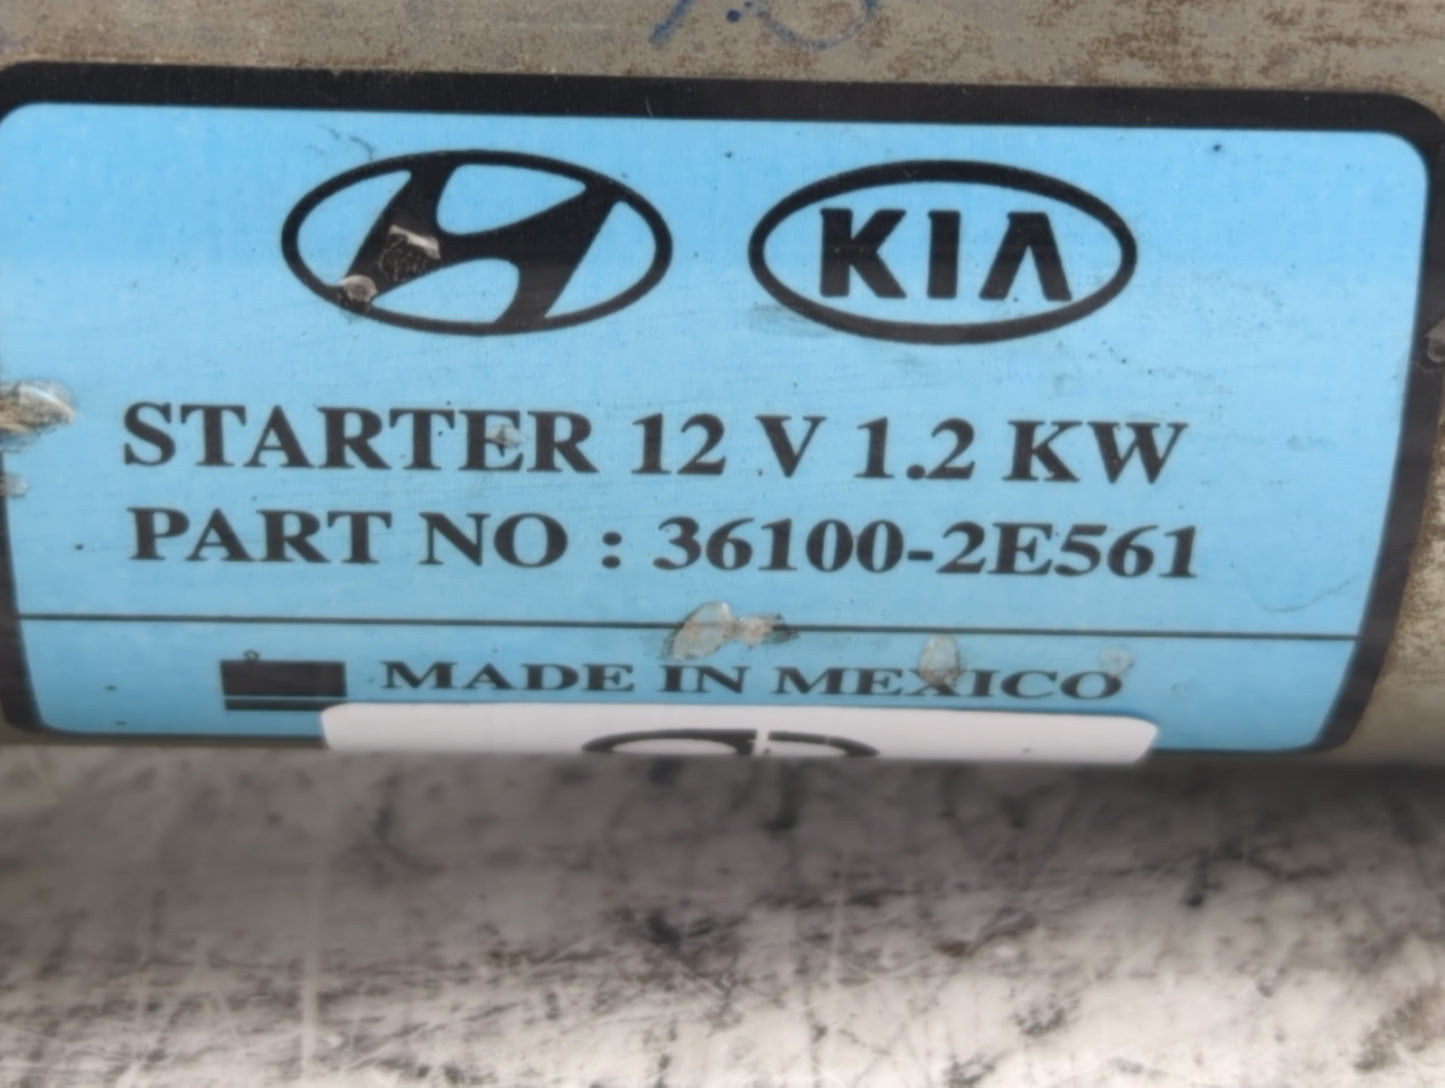 KIA
STARTER 12 V 1.2 KW
PART NO : 36100-2E561
MADE IN MEXICO